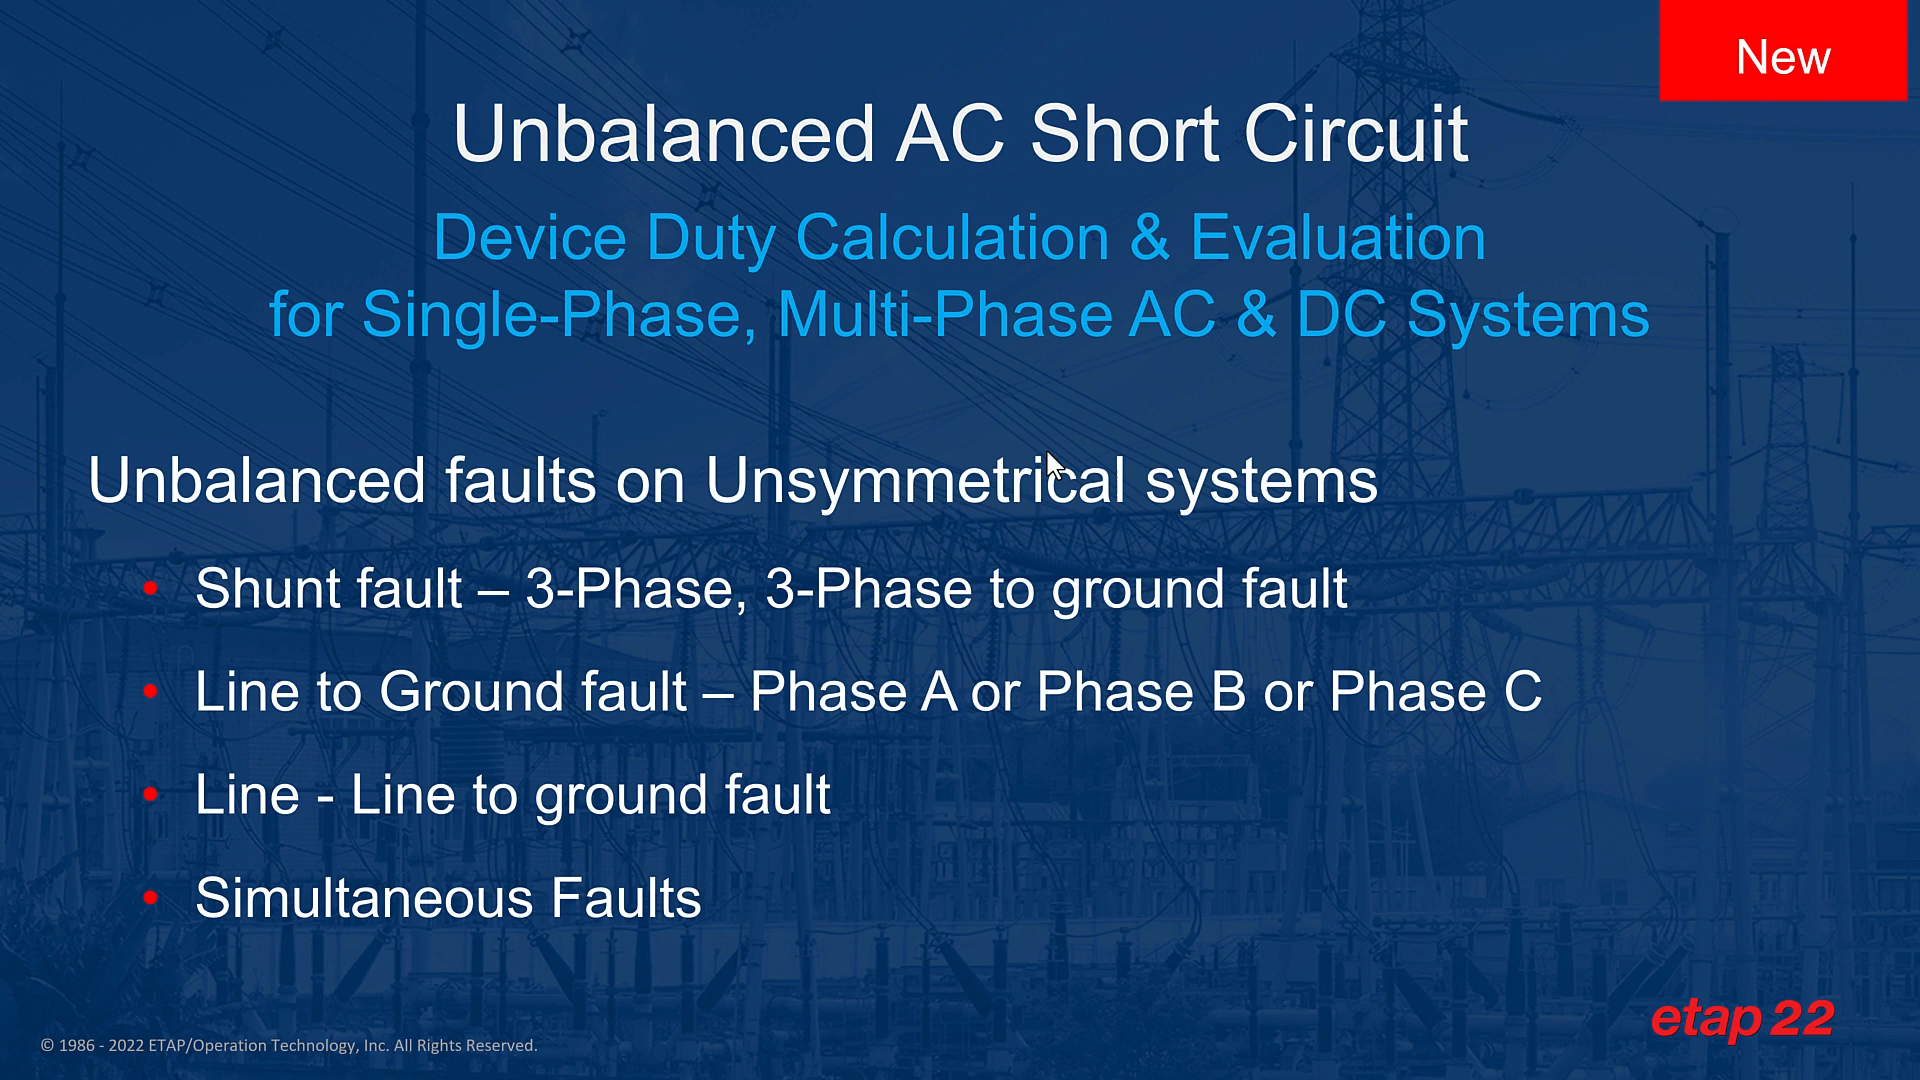 New
Unbalanced AC Short Circuit
Device Duty Calculation & Evaluation
for Single-Phase, Multi-Phase AC & DC Systems
Unbalanced faults on Unsymmetrical systems
• Shunt fault – 3-Phase, 3-Phase to ground fault
• Line to Ground fault – Phase A or Phase B or Phase C
• Line - Line to ground fault
• Simultaneous Faults
etap 22
© 1986 - 2022 ETAP/Operation Technology, Inc. All Rights Reserved.